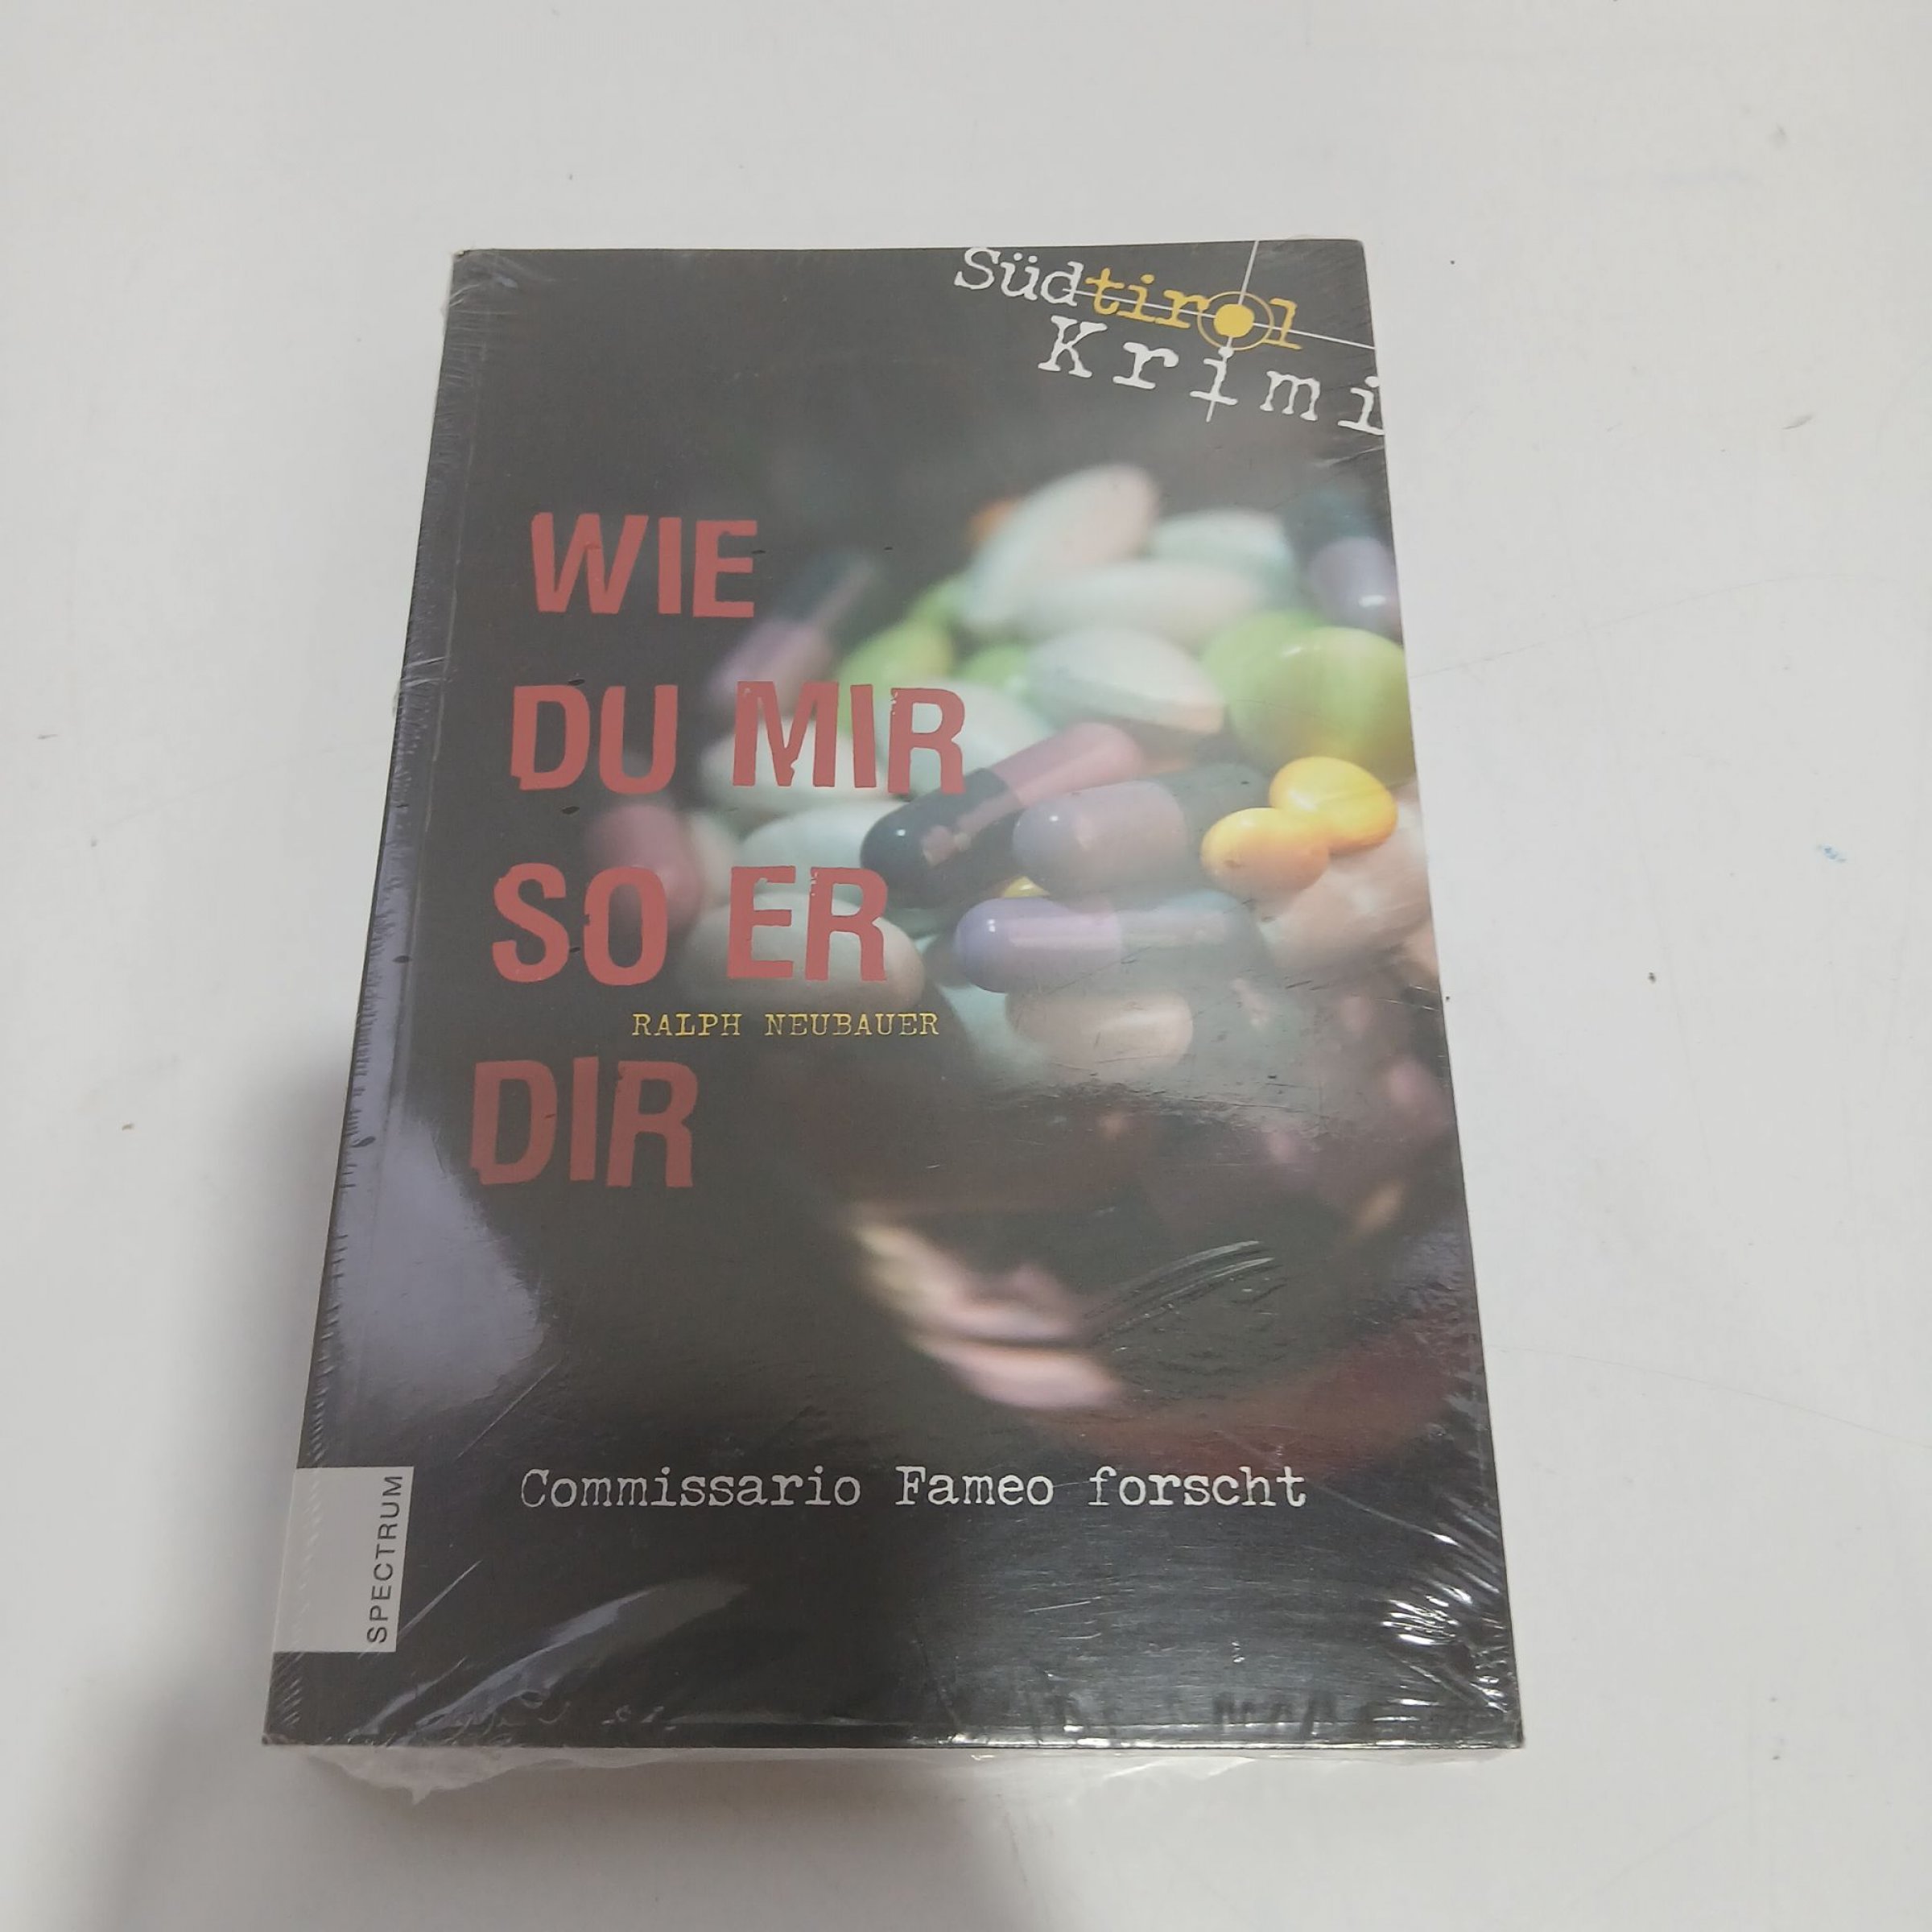 Südtirol
Krimi
WIE
DU MIR
SO ER
RALPH NEUBAUER
DIR
Commissario Fameo forscht
SPECTRUM